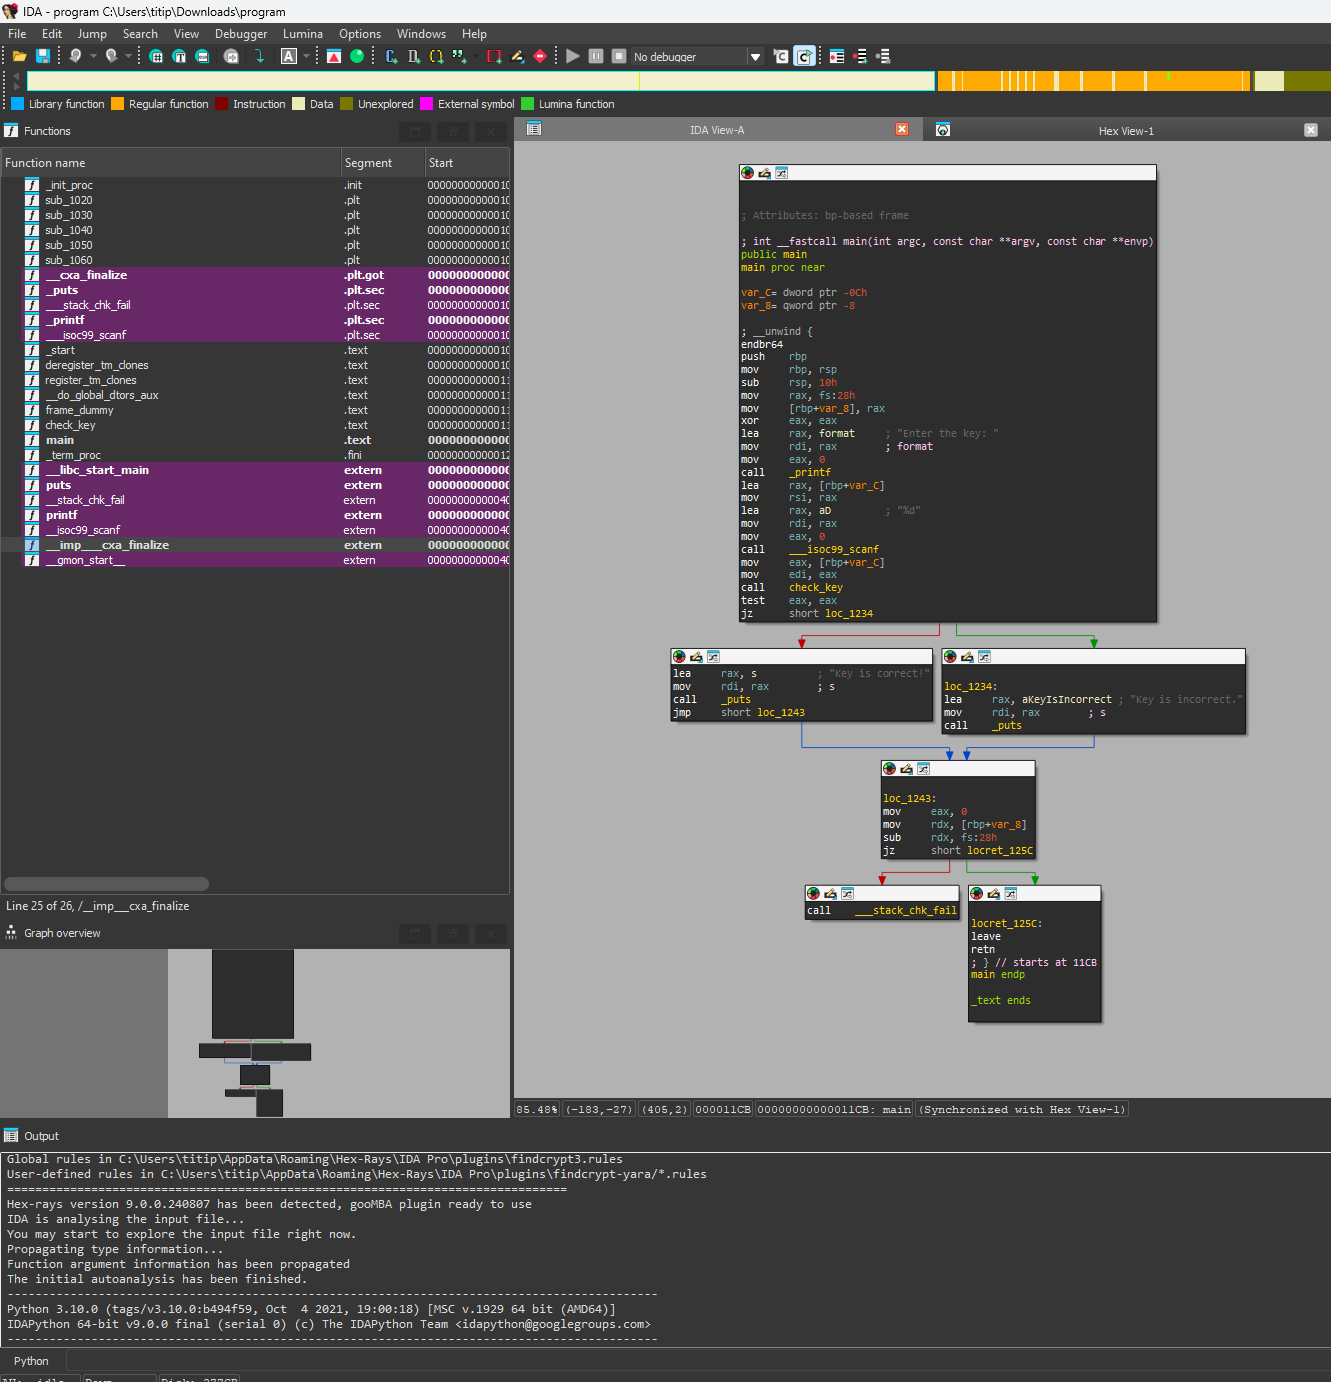 IDA - program C:\Users\titip\Downloads\program
File Edit Jump Search View Debugger Lumina Options Windows Help
No debugger
Library function Regular function Instruction Data Unexplored External symbol Lumina function
Functions
Function name Segment Start
_init_proc .init 00000000000010
sub_1020 .plt 00000000000010
sub_1030 .plt 00000000000010
sub_1040 .plt 00000000000010
sub_1050 .plt 00000000000010
sub_1060 .plt 00000000000010
__cxa_finalize .plt.got 000000000000
_puts .plt.sec 000000000000
___stack_chk_fail .plt.sec 00000000000010
_printf .plt.sec 000000000000
___isoc99_scanf .plt.sec 00000000000010
_start .text 00000000000010
deregister_tm_clones .text 00000000000010
register_tm_clones .text 00000000000011
__do_global_dtors_aux .text 00000000000011
frame_dummy .text 00000000000011
check_key .text 00000000000011
main .text 000000000000
_term_proc .fini 00000000000012
__libc_start_main extern 000000000000
puts extern 000000000000
__stack_chk_fail extern 00000000000040
printf extern 000000000000
__isoc99_scanf extern 00000000000040
__imp___cxa_finalize extern 000000000000
__gmon_start__ extern 00000000000040
Line 25 of 26, /__imp___cxa_finalize
Graph overview
IDA View-A
Hex View-1
; Attributes: bp-based frame
; int __fastcall main(int argc, const char **argv, const char **envp)
public main
main proc near
var_C= dword ptr -0Ch
var_8= qword ptr -8
; __unwind {
endbr64
push rbp
mov rbp, rsp
sub rsp, 10h
mov rax, fs:28h
mov [rbp+var_8], rax
xor eax, eax
lea rax, format ; "Enter the key: "
mov rdi, rax ; format
mov eax, 0
call _printf
lea rax, [rbp+var_C]
mov rsi, rax
lea rax, aD ; "%d"
mov rdi, rax
mov eax, 0
call ___isoc99_scanf
mov eax, [rbp+var_C]
mov edi, eax
call check_key
test eax, eax
jz short loc_1234
lea rax, s ; "Key is correct!"
mov rdi, rax ; s
call _puts
jmp short loc_1243
loc_1234:
lea rax, aKeyIsIncorrect ; "Key is incorrect."
mov rdi, rax ; s
call _puts
loc_1243:
mov eax, 0
mov rdx, [rbp+var_8]
sub rdx, fs:28h
jz short locret_125C
call ___stack_chk_fail
locret_125C:
leave
retn
; } // starts at 11CB
main endp
_text ends
85.48% (-183,-27) (405,2) 000011CB 00000000000011CB: main (Synchronized with Hex View-1)
Output
Global rules in C:\Users\titip\AppData\Roaming\Hex-Rays\IDA Pro\plugins\findcrypt3.rules
User-defined rules in C:\Users\titip\AppData\Roaming\Hex-Rays\IDA Pro\plugins\findcrypt-yara/*.rules
================================================================================
Hex-rays version 9.0.0.240807 has been detected, gooMBA plugin ready to use
IDA is analysing the input file...
You may start to explore the input file right now.
Propagating type information...
Function argument information has been propagated
The initial autoanalysis has been finished.
---------------------------------------------------------------------------------------------
Python 3.10.0 (tags/v3.10.0:b494f59, Oct  4 2021, 19:00:18) [MSC v.1929 64 bit (AMD64)]
IDAPython 64-bit v9.0.0 final (serial 0) (c) The IDAPython Team <idapython@googlegroups.com>
---------------------------------------------------------------------------------------------
Python